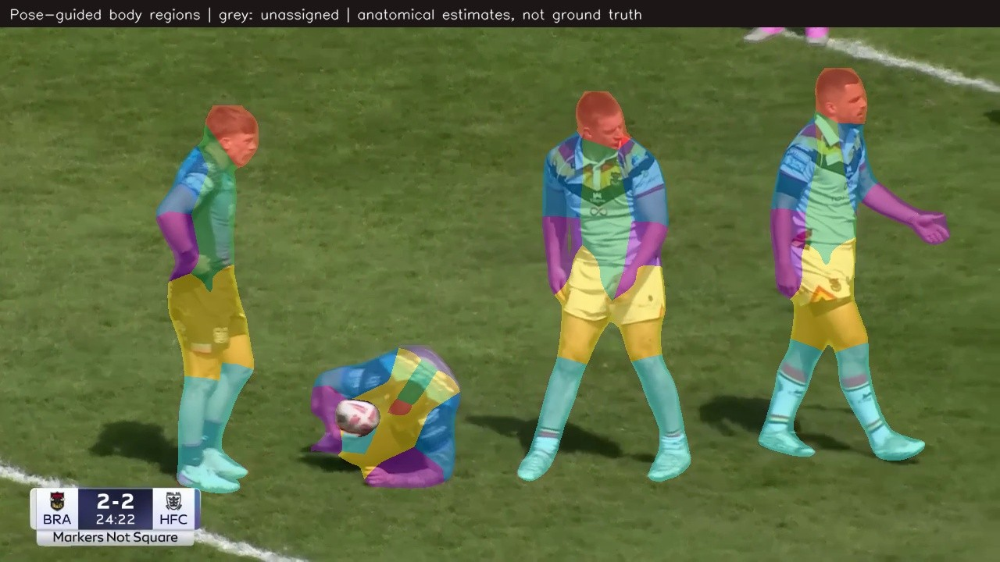 Pose-guided body regions | grey: unassigned | anatomical estimates, not ground truth
2-2
BRA 24:22 HFC
Markers Not Square